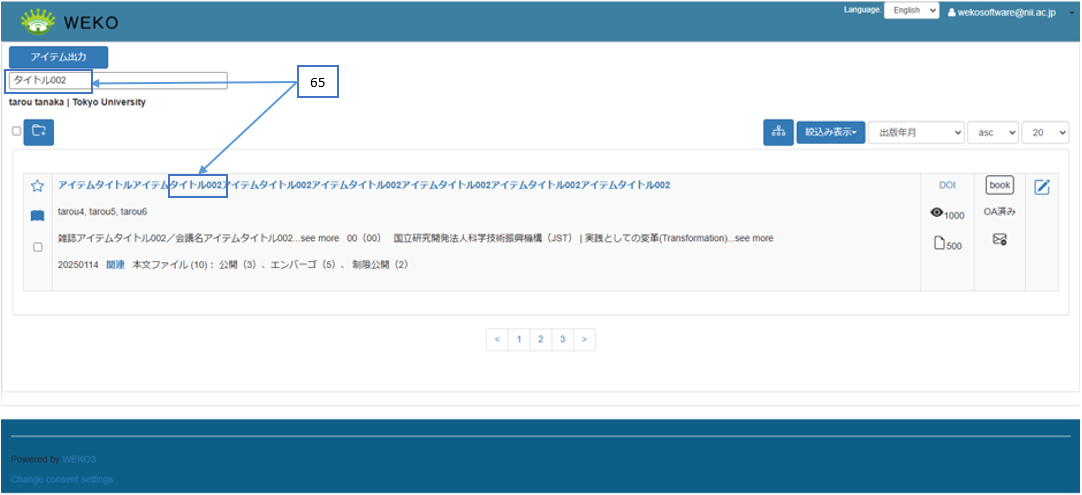 WEKO
Language: English wekosoftware@nii.ac.jp
アイテム出力
タイトル002
65
tarou tanaka | Tokyo University
絞込み表示 出版年月 asc 20
アイテムタイトルアイテムタイトル002アイテムタイトル002アイテムタイトル002アイテムタイトル002アイテムタイトル002アイテムタイトル002
DOI book
tarou4, tarou5, tarou6
1000 OA済み
雑誌アイテムタイトル002／会議名アイテムタイトル002...see more 00（00） 国立研究開発法人科学技術振興機構（JST） | 実践としての変革(Transformation)...see more
500
20250114 関連 本文ファイル (10)： 公開（3）、エンバーゴ（5）、 制限公開（2）
< 1 2 3 >
Powered by WEKO3
Change consent settings